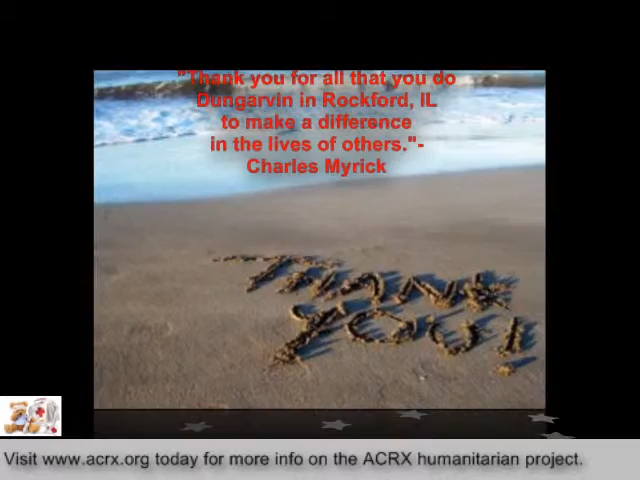 "Thank you for all that you do
Dungarvin in Rockford, IL
to make a difference
in the lives of others."-
Charles Myrick
THANK
YOU!
Visit www.acrx.org today for more info on the ACRX humanitarian project.